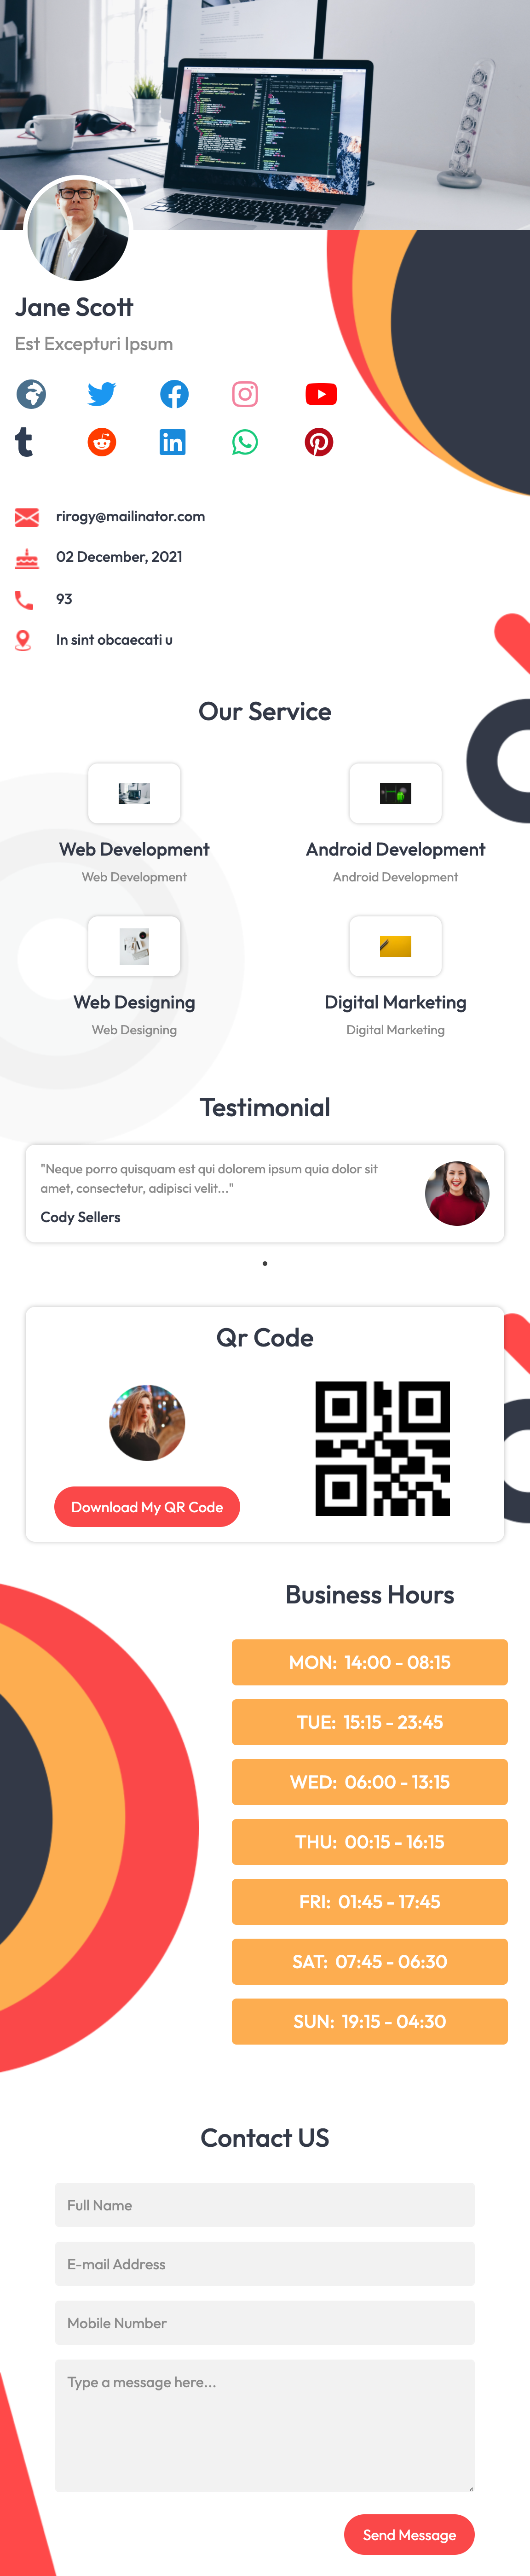 Jane Scott
Est Excepturi Ipsum
rirogy@mailinator.com
02 December, 2021
93
In sint obcaecati u
Our Service
Web Development
Web Development
Android Development
Android Development
Web Designing
Web Designing
Digital Marketing
Digital Marketing
Testimonial
"Neque porro quisquam est qui dolorem ipsum quia dolor sit
amet, consectetur, adipisci velit..."
Cody Sellers
Qr Code
Download My QR Code
Business Hours
MON: 14:00 - 08:15
TUE: 15:15 - 23:45
WED: 06:00 - 13:15
THU: 00:15 - 16:15
FRI: 01:45 - 17:45
SAT: 07:45 - 06:30
SUN: 19:15 - 04:30
Contact US
Full Name
E-mail Address
Mobile Number
Type a message here...
Send Message